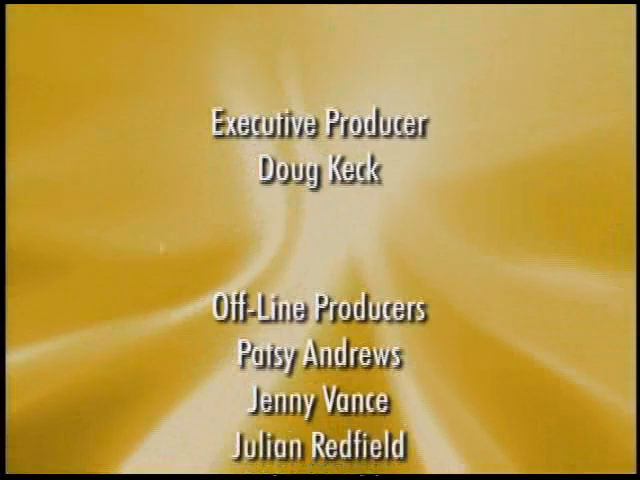 Executive Producer
Doug Keck
Off-Line Producers
Patsy Andrews
Jenny Vance
Julian Redfield